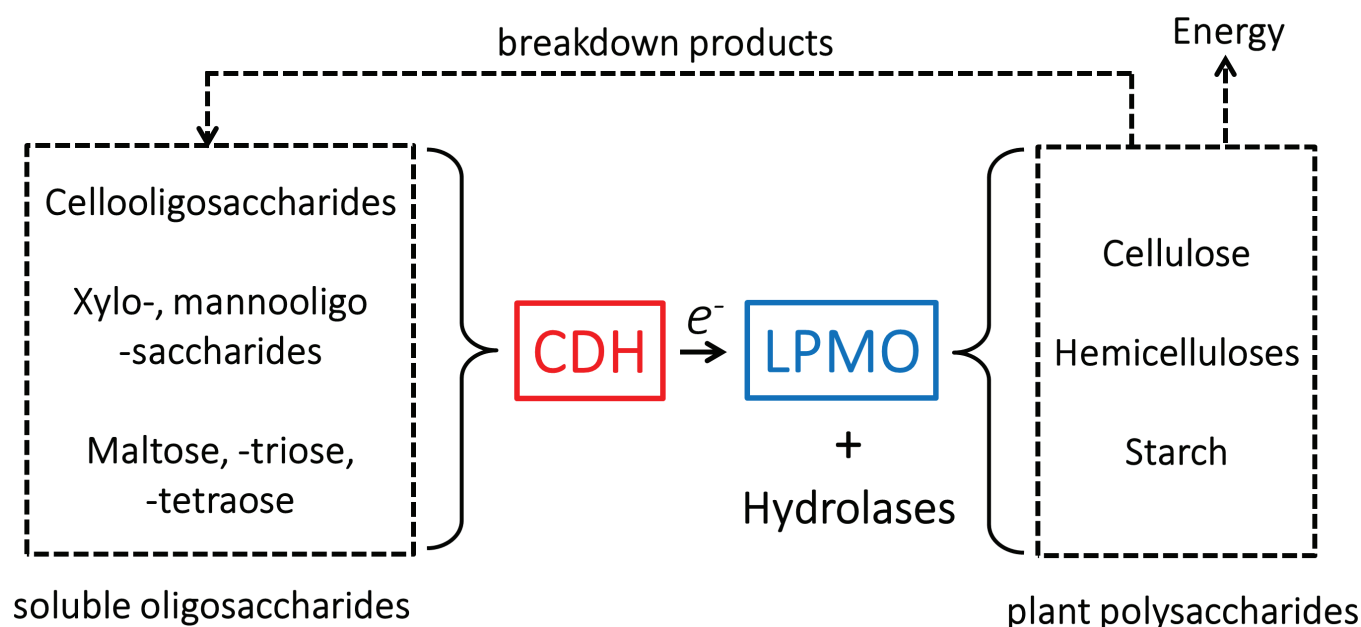 breakdown products
Energy
Cellooligosaccharides
Xylo-, mannooligo
-saccharides
Maltose, -triose,
-tetraose
soluble oligosaccharides
CDH
e-
LPMO
+
Hydrolases
Cellulose
Hemicelluloses
Starch
plant polysaccharides